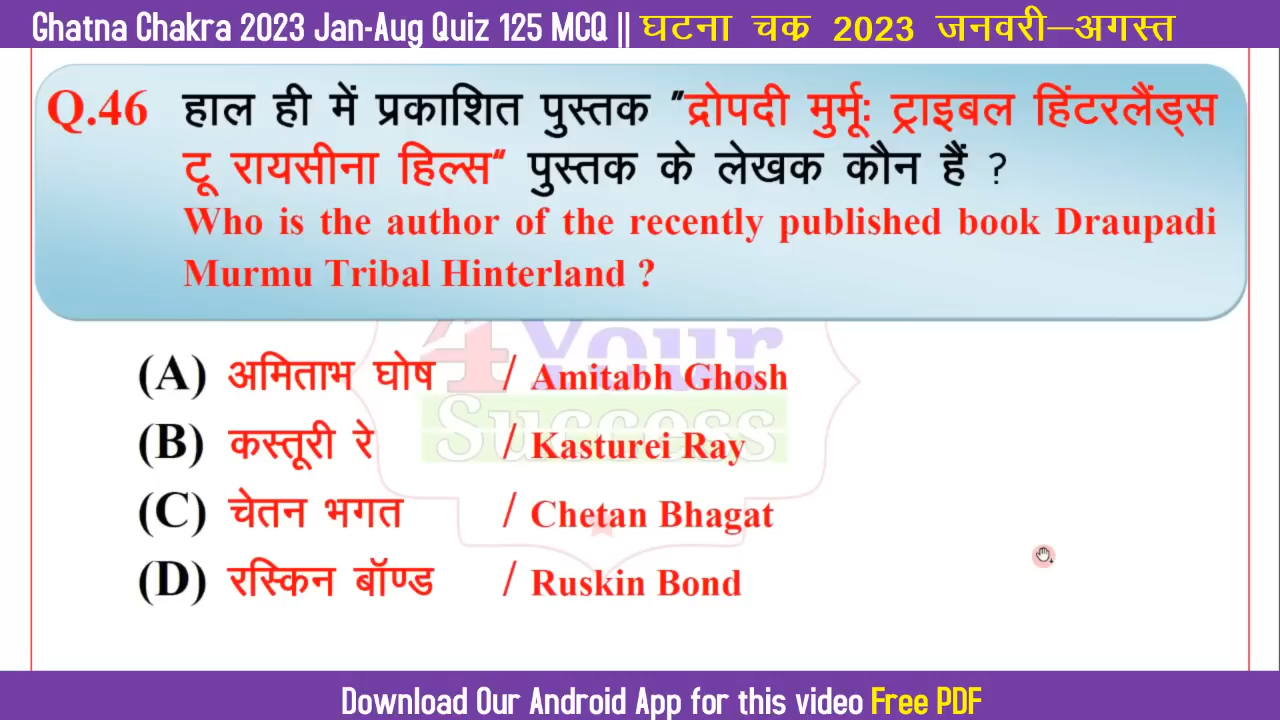 Ghatna Chakra 2023 Jan-Aug Quiz 125 MCQ || घटना चक्र 2023 जनवरी–अगस्त
Q.46 हाल ही में प्रकाशित पुस्तक "द्रोपदी मुर्मूः ट्राइबल हिंटरलैंड्स
टू रायसीना हिल्स" पुस्तक के लेखक कौन हैं ?
Who is the author of the recently published book Draupadi
Murmu Tribal Hinterland ?
4Your
Success
(A) अमिताभ घोष / Amitabh Ghosh
(B) कस्तूरी रे / Kasturei Ray
(C) चेतन भगत / Chetan Bhagat
(D) रस्किन बॉण्ड / Ruskin Bond
Download Our Android App for this video Free PDF